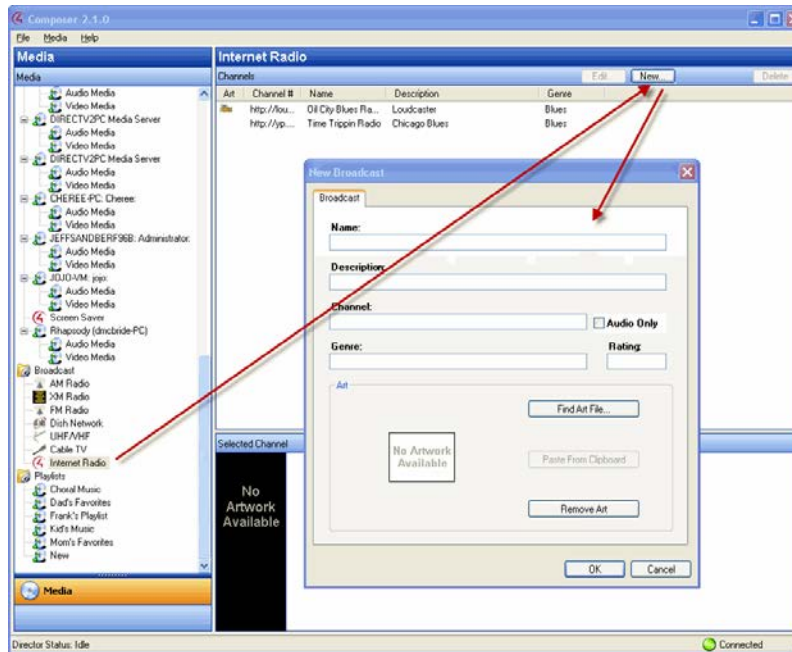 Composer 2.1.0
File Media Help
Media
Media
Audio Media
Video Media
DIRECTV2PC Media Server
Audio Media
Video Media
DIRECTV2PC Media Server
Audio Media
Video Media
CHEREE-PC: Cheree:
Audio Media
Video Media
JEFFSANDBERF96B: Administrator:
Audio Media
Video Media
JOJO-VM: jojo:
Audio Media
Video Media
Screen Saver
Rhapsody (dmcbride-PC)
Audio Media
Video Media
Broadcast
AM Radio
XM Radio
FM Radio
Dish Network
UHF/VHF
Cable TV
Internet Radio
Playlists
Choral Music
Dad's Favorites
Frank's Playlist
Kid's Music
Mom's Favorites
New
Media
Internet Radio
Channels Edit New... Delete
Art Channel # Name Description Genre
http://lou... Oil City Blues Ra... Loudcaster Blues
http://yp.... Time Trippin Radio Chicago Blues Blues
New Broadcast
Broadcast
Name:
Description:
Channel:
Audio Only
Genre: Rating:
Art
Find Art File...
No Artwork Available
Paste From Clipboard
Remove Art
OK Cancel
Selected Channel
No
Artwork
Available
Director Status: Idle Connected